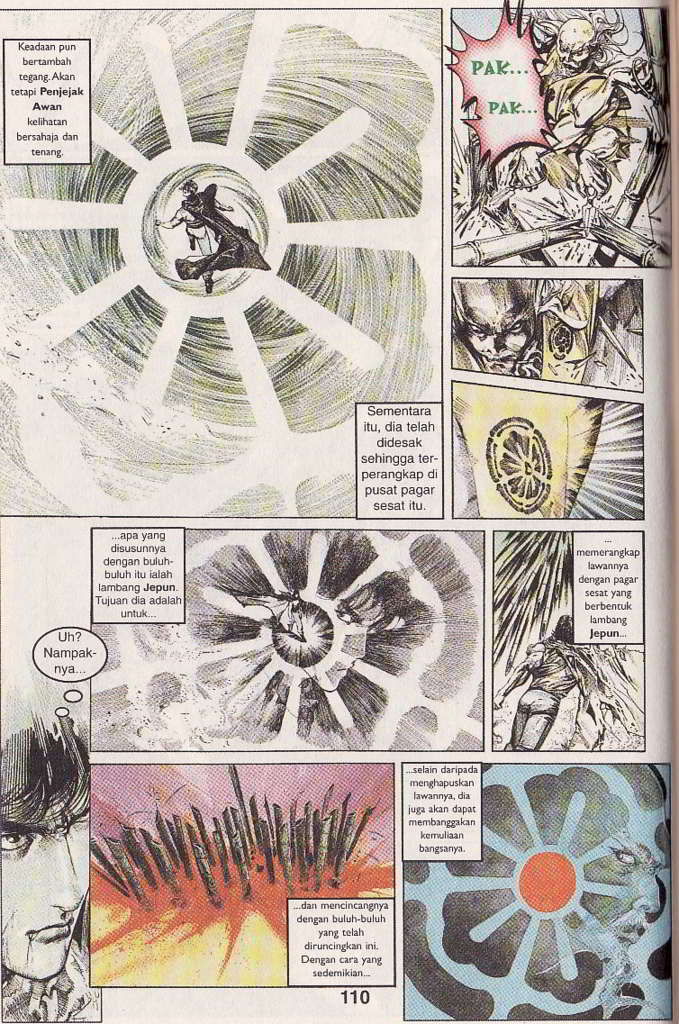 Keadaan pun
bertambah
tegang. Akan
tetapi Penjejak
Awan
kelihatan
bersahaja dan
tenang.
PAK...
PAK...
Sementara
itu, dia telah
didesak
sehingga ter-
perangkap di
pusat pagar
sesat itu.
Uh?
Nampak-
nya...
...apa yang
disusunnya
dengan buluh-
buluh itu ialah
lambang Jepun.
Tujuan dia adalah
untuk...
...
memerangkap
lawannya
dengan pagar
sesat yang
berbentuk
lambang
Jepun...
...dan mencincangnya
dengan buluh-buluh
yang telah
diruncingkan ini.
Dengan cara yang
sedemikian...
...selain daripada
menghapuskan
lawannya, dia
juga akan dapat
membanggakan
kemuliaan
bangsanya.
110